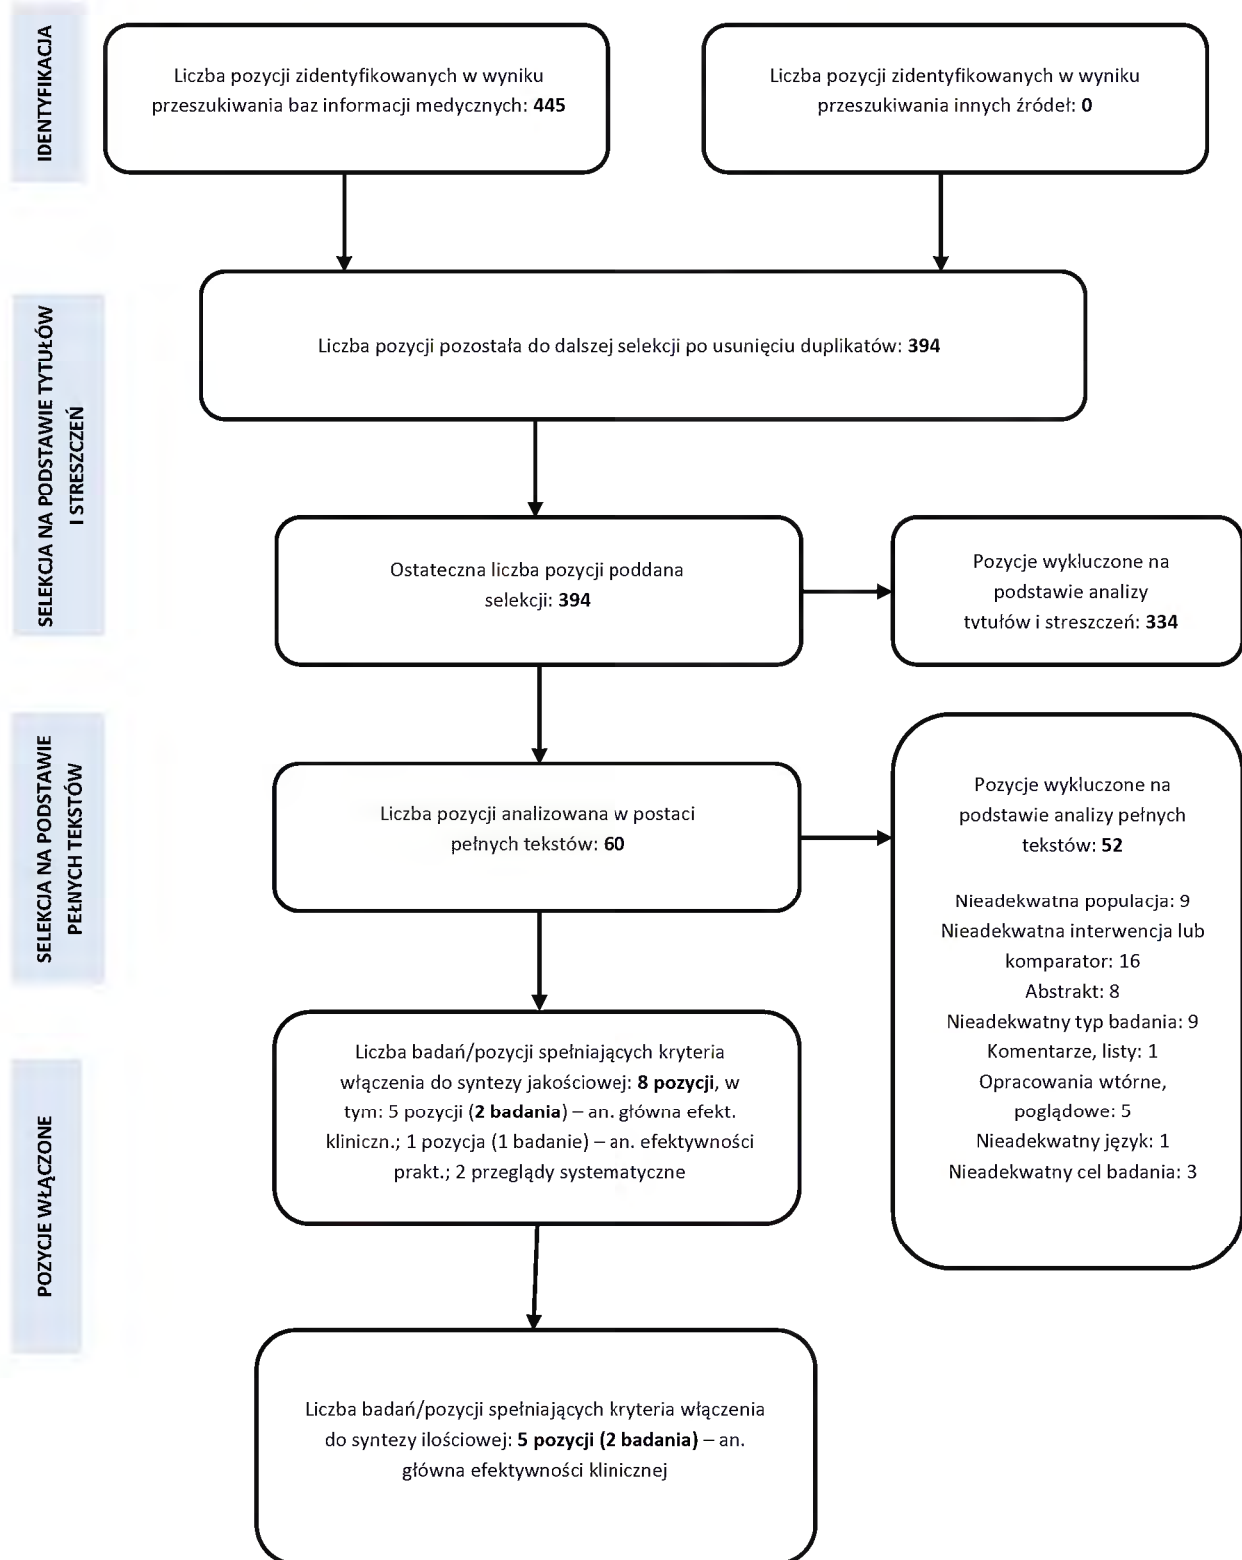 IDENTYFIKACJA
Liczba pozycji zidentyfikowanych w wyniku
przeszukiwania baz informacji medycznych: 445
Liczba pozycji zidentyfikowanych w wyniku
przeszukiwania innych źródeł: 0
SELEKCJA NA PODSTAWIE TYTUŁÓW
I STRESZCZEŃ
Liczba pozycji pozostała do dalszej selekcji po usunięciu duplikatów: 394
Ostateczna liczba pozycji poddana
selekcji: 394
Pozycje wykluczone na
podstawie analizy
tytułów i streszczeń: 334
SELEKCJA NA PODSTAWIE
PEŁNYCH TEKSTÓW
Liczba pozycji analizowana w postaci
pełnych tekstów: 60
Pozycje wykluczone na
podstawie analizy pełnych
tekstów: 52
Nieadekwatna populacja: 9
Nieadekwatna interwencja lub
komparator: 16
Abstrakt: 8
Nieadekwatny typ badania: 9
Komentarze, listy: 1
Opracowania wtórne,
poglądowe: 5
Nieadekwatny język: 1
Nieadekwatny cel badania: 3
POZYCJE WŁĄCZONE
Liczba badań/pozycji spełniających kryteria
włączenia do syntezy jakościowej: 8 pozycji, w
tym: 5 pozycji (2 badania) – an. główna efekt.
kliniczn.; 1 pozycja (1 badanie) – an. efektywności
prakt.; 2 przeglądy systematyczne
Liczba badań/pozycji spełniających kryteria włączenia
do syntezy ilościowej: 5 pozycji (2 badania) – an.
główna efektywności klinicznej